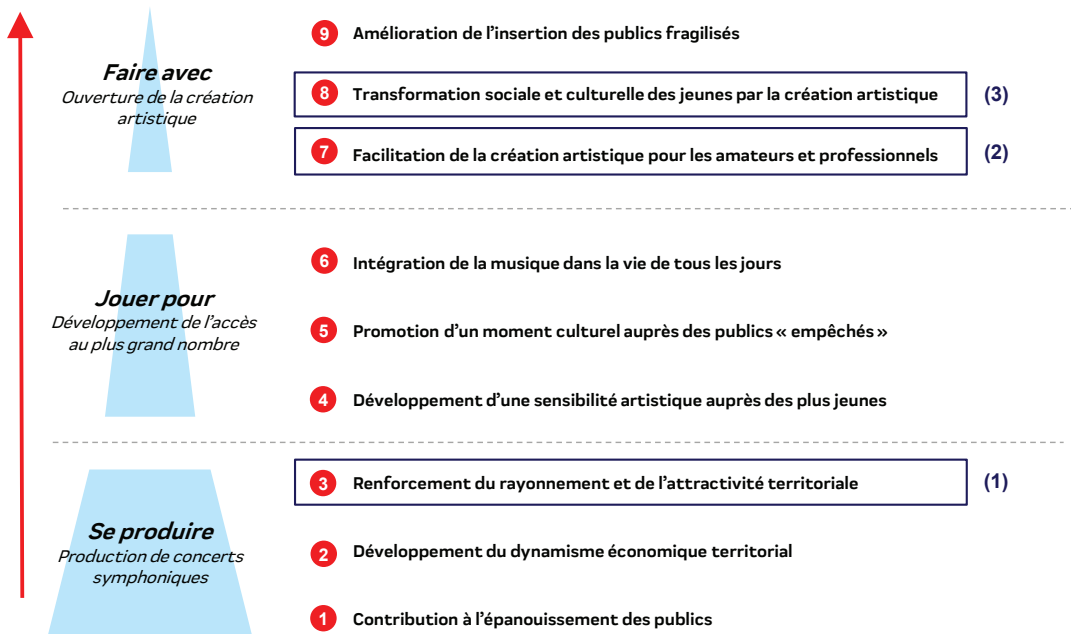 9 Amélioration de l'insertion des publics fragilisés
Faire avec
Ouverture de la création
artistique
8 Transformation sociale et culturelle des jeunes par la création artistique (3)
7 Facilitation de la création artistique pour les amateurs et professionnels (2)
6 Intégration de la musique dans la vie de tous les jours
Jouer pour
Développement de l'accès
au plus grand nombre
5 Promotion d'un moment culturel auprès des publics « empêchés »
4 Développement d'une sensibilité artistique auprès des plus jeunes
3 Renforcement du rayonnement et de l'attractivité territoriale (1)
Se produire
Production de concerts
symphoniques
2 Développement du dynamisme économique territorial
1 Contribution à l'épanouissement des publics